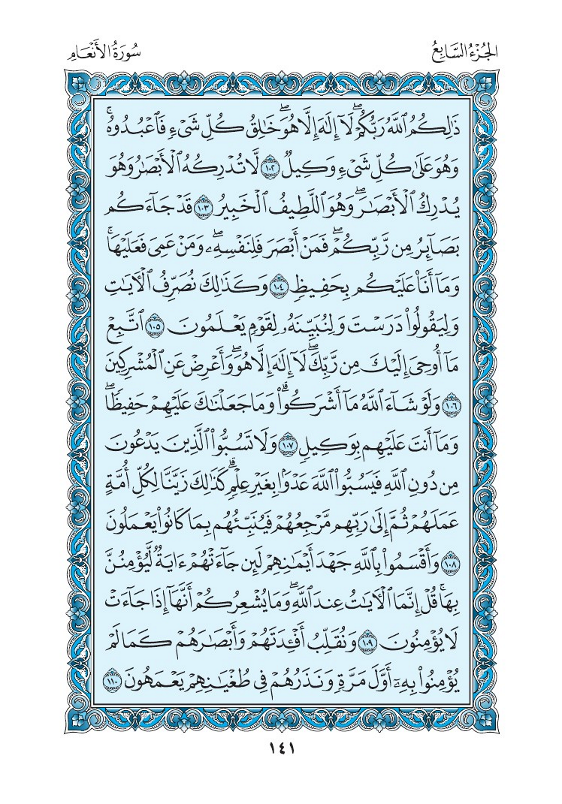 الجُزْءُ السَّابِعُ
سُورَةُ الأَنْعَامِ
ذَٰلِكُمُ ٱللَّهُ رَبُّكُمْۖ لَآ إِلَٰهَ إِلَّا هُوَۖ خَٰلِقُ كُلِّ شَىْءٍ فَٱعْبُدُوهُۚ
وَهُوَ عَلَىٰ كُلِّ شَىْءٍ وَكِيلٌ ١٠٢ لَّا تُدْرِكُهُ ٱلْأَبْصَٰرُ وَهُوَ
يُدْرِكُ ٱلْأَبْصَٰرَۖ وَهُوَ ٱللَّطِيفُ ٱلْخَبِيرُ ١٠٣ قَدْ جَآءَكُم
بَصَآئِرُ مِن رَّبِّكُمْۖ فَمَنْ أَبْصَرَ فَلِنَفْسِهِۦۖ وَمَنْ عَمِىَ فَعَلَيْهَاۚ
وَمَآ أَنَا۠ عَلَيْكُم بِحَفِيظٍ ١٠٤ وَكَذَٰلِكَ نُصَرِّفُ ٱلْءَايَٰتِ
وَلِيَقُولُوا۟ دَرَسْتَ وَلِنُبَيِّنَهُۥ لِقَوْمٍ يَعْلَمُونَ ١٠٥ ٱتَّبِعْ
مَآ أُوحِىَ إِلَيْكَ مِن رَّبِّكَۖ لَآ إِلَٰهَ إِلَّا هُوَۖ وَأَعْرِضْ عَنِ ٱلْمُشْرِكِينَ
١٠٦ وَلَوْ شَآءَ ٱللَّهُ مَآ أَشْرَكُوا۟ۗ وَمَا جَعَلْنَٰكَ عَلَيْهِمْ حَفِيظًاۖ
وَمَآ أَنتَ عَلَيْهِم بِوَكِيلٍ ١٠٧ وَلَا تَسُبُّوا۟ ٱلَّذِينَ يَدْعُونَ
مِن دُونِ ٱللَّهِ فَيَسُبُّوا۟ ٱللَّهَ عَدْوًۢا بِغَيْرِ عِلْمٍۗ كَذَٰلِكَ زَيَّنَّا لِكُلِّ أُمَّةٍ
عَمَلَهُمْ ثُمَّ إِلَىٰ رَبِّهِم مَّرْجِعُهُمْ فَيُنَبِّئُهُم بِمَا كَانُوا۟ يَعْمَلُونَ
١٠٨ وَأَقْسَمُوا۟ بِٱللَّهِ جَهْدَ أَيْمَٰنِهِمْ لَئِن جَآءَتْهُمْ ءَايَةٌ لَّيُؤْمِنُنَّ
بِهَاۚ قُلْ إِنَّمَا ٱلْءَايَٰتُ عِندَ ٱللَّهِۖ وَمَا يُشْعِرُكُمْ أَنَّهَآ إِذَا جَآءَتْ
لَا يُؤْمِنُونَ ١٠٩ وَنُقَلِّبُ أَفْـِٔدَتَهُمْ وَأَبْصَٰرَهُمْ كَمَا لَمْ
يُؤْمِنُوا۟ بِهِۦٓ أَوَّلَ مَرَّةٍ وَنَذَرُهُمْ فِى طُغْيَٰنِهِمْ يَعْمَهُونَ ١١٠
١٤١